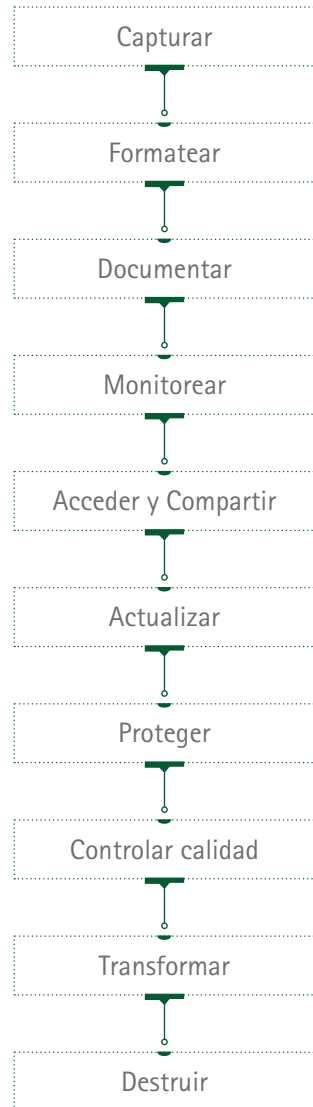 Capturar
Formatear
Documentar
Monitorear
Acceder y Compartir
Actualizar
Proteger
Controlar calidad
Transformar
Destruir